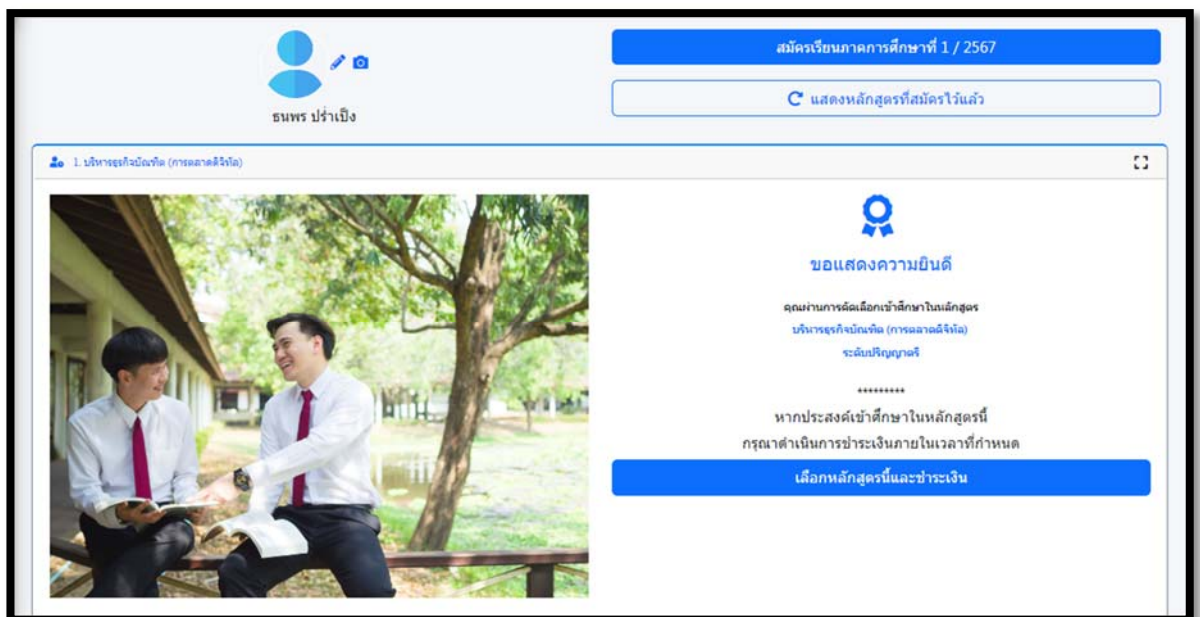 สมัครเรียนภาคการศึกษาที่ 1 / 2567
แสดงหลักสูตรที่สมัครไว้แล้ว
ธนพร ปร่ำเป็ง
1. บริหารธุรกิจบัณฑิต (การตลาดดิจิทัล)
ขอแสดงความยินดี
คุณผ่านการคัดเลือกเข้าศึกษาในหลักสูตร
บริหารธุรกิจบัณฑิต (การตลาดดิจิทัล)
ระดับปริญญาตรี
*********
หากประสงค์เข้าศึกษาในหลักสูตรนี้
กรุณาดำเนินการชำระเงินภายในเวลาที่กำหนด
เลือกหลักสูตรนี้และชำระเงิน